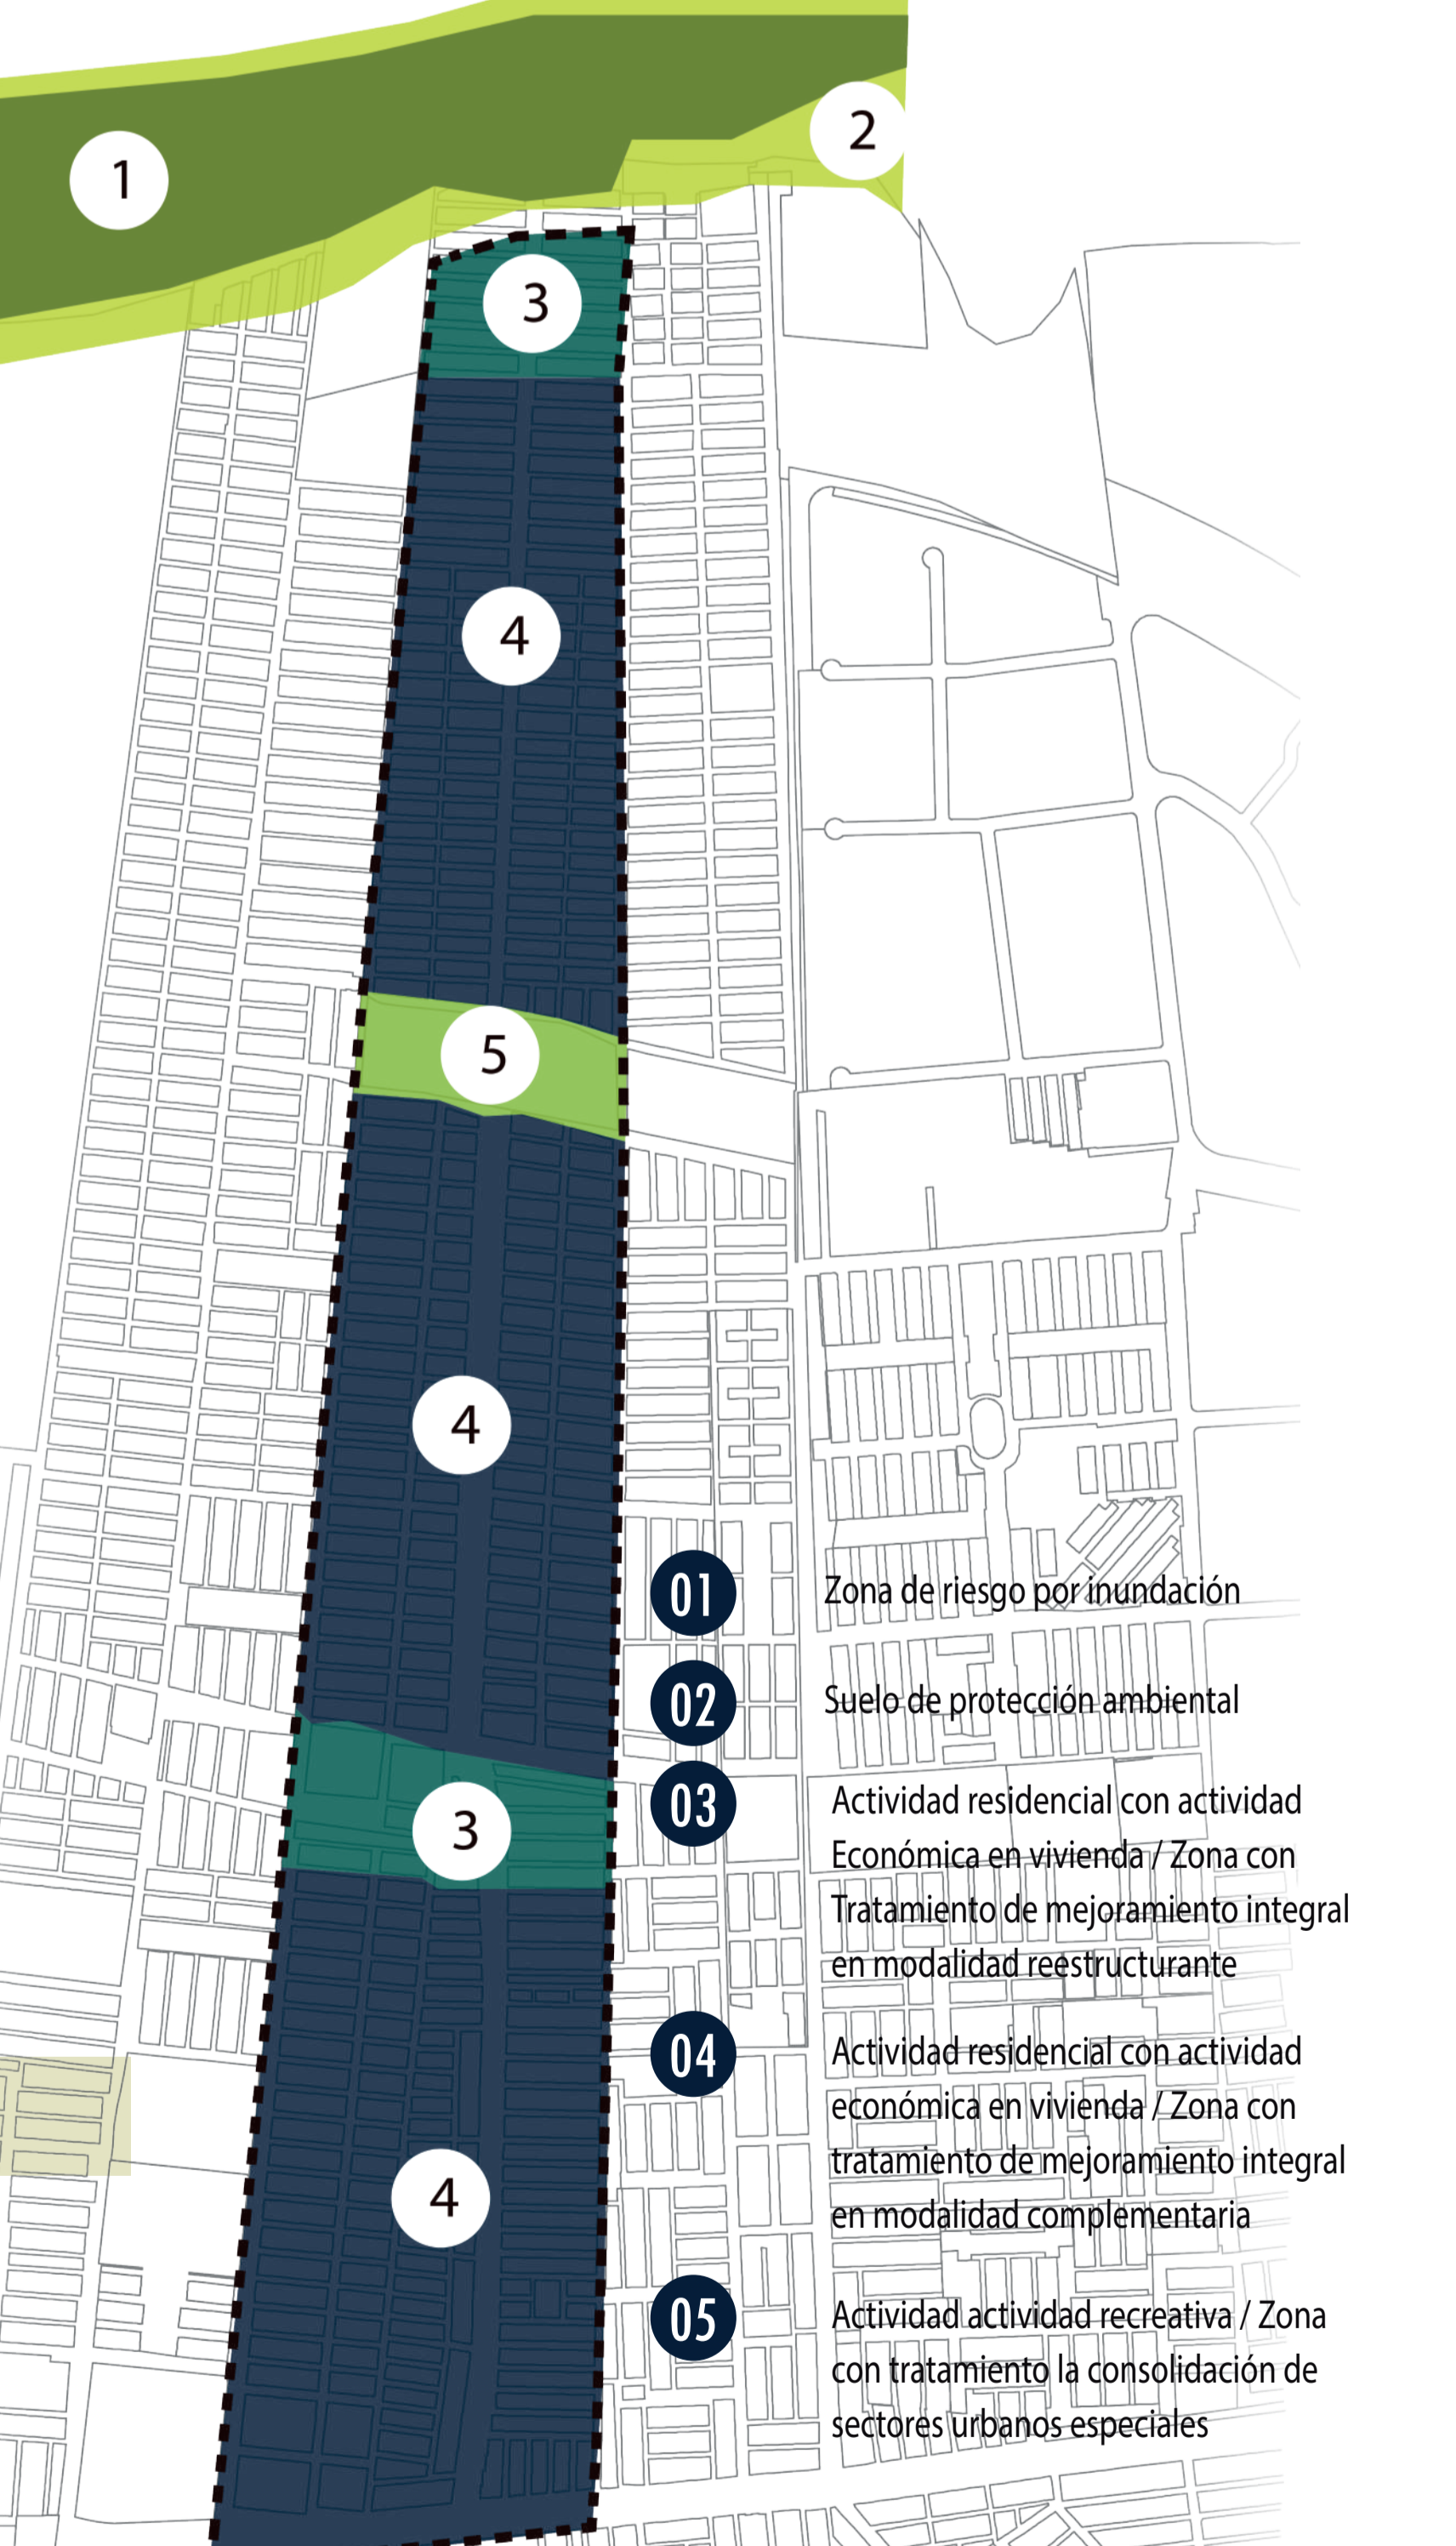 1
2
3
4
5
4
3
4
01
Zona de riesgo por inundación
02
Suelo de protección ambiental
03
Actividad residencial con actividad
Económica en vivienda / Zona con
Tratamiento de mejoramiento integral
en modalidad reestructurante
04
Actividad residencial con actividad
económica en vivienda / Zona con
tratamiento de mejoramiento integral
en modalidad complementaria
05
Actividad actividad recreativa / Zona
con tratamiento la consolidación de
sectores urbanos especiales